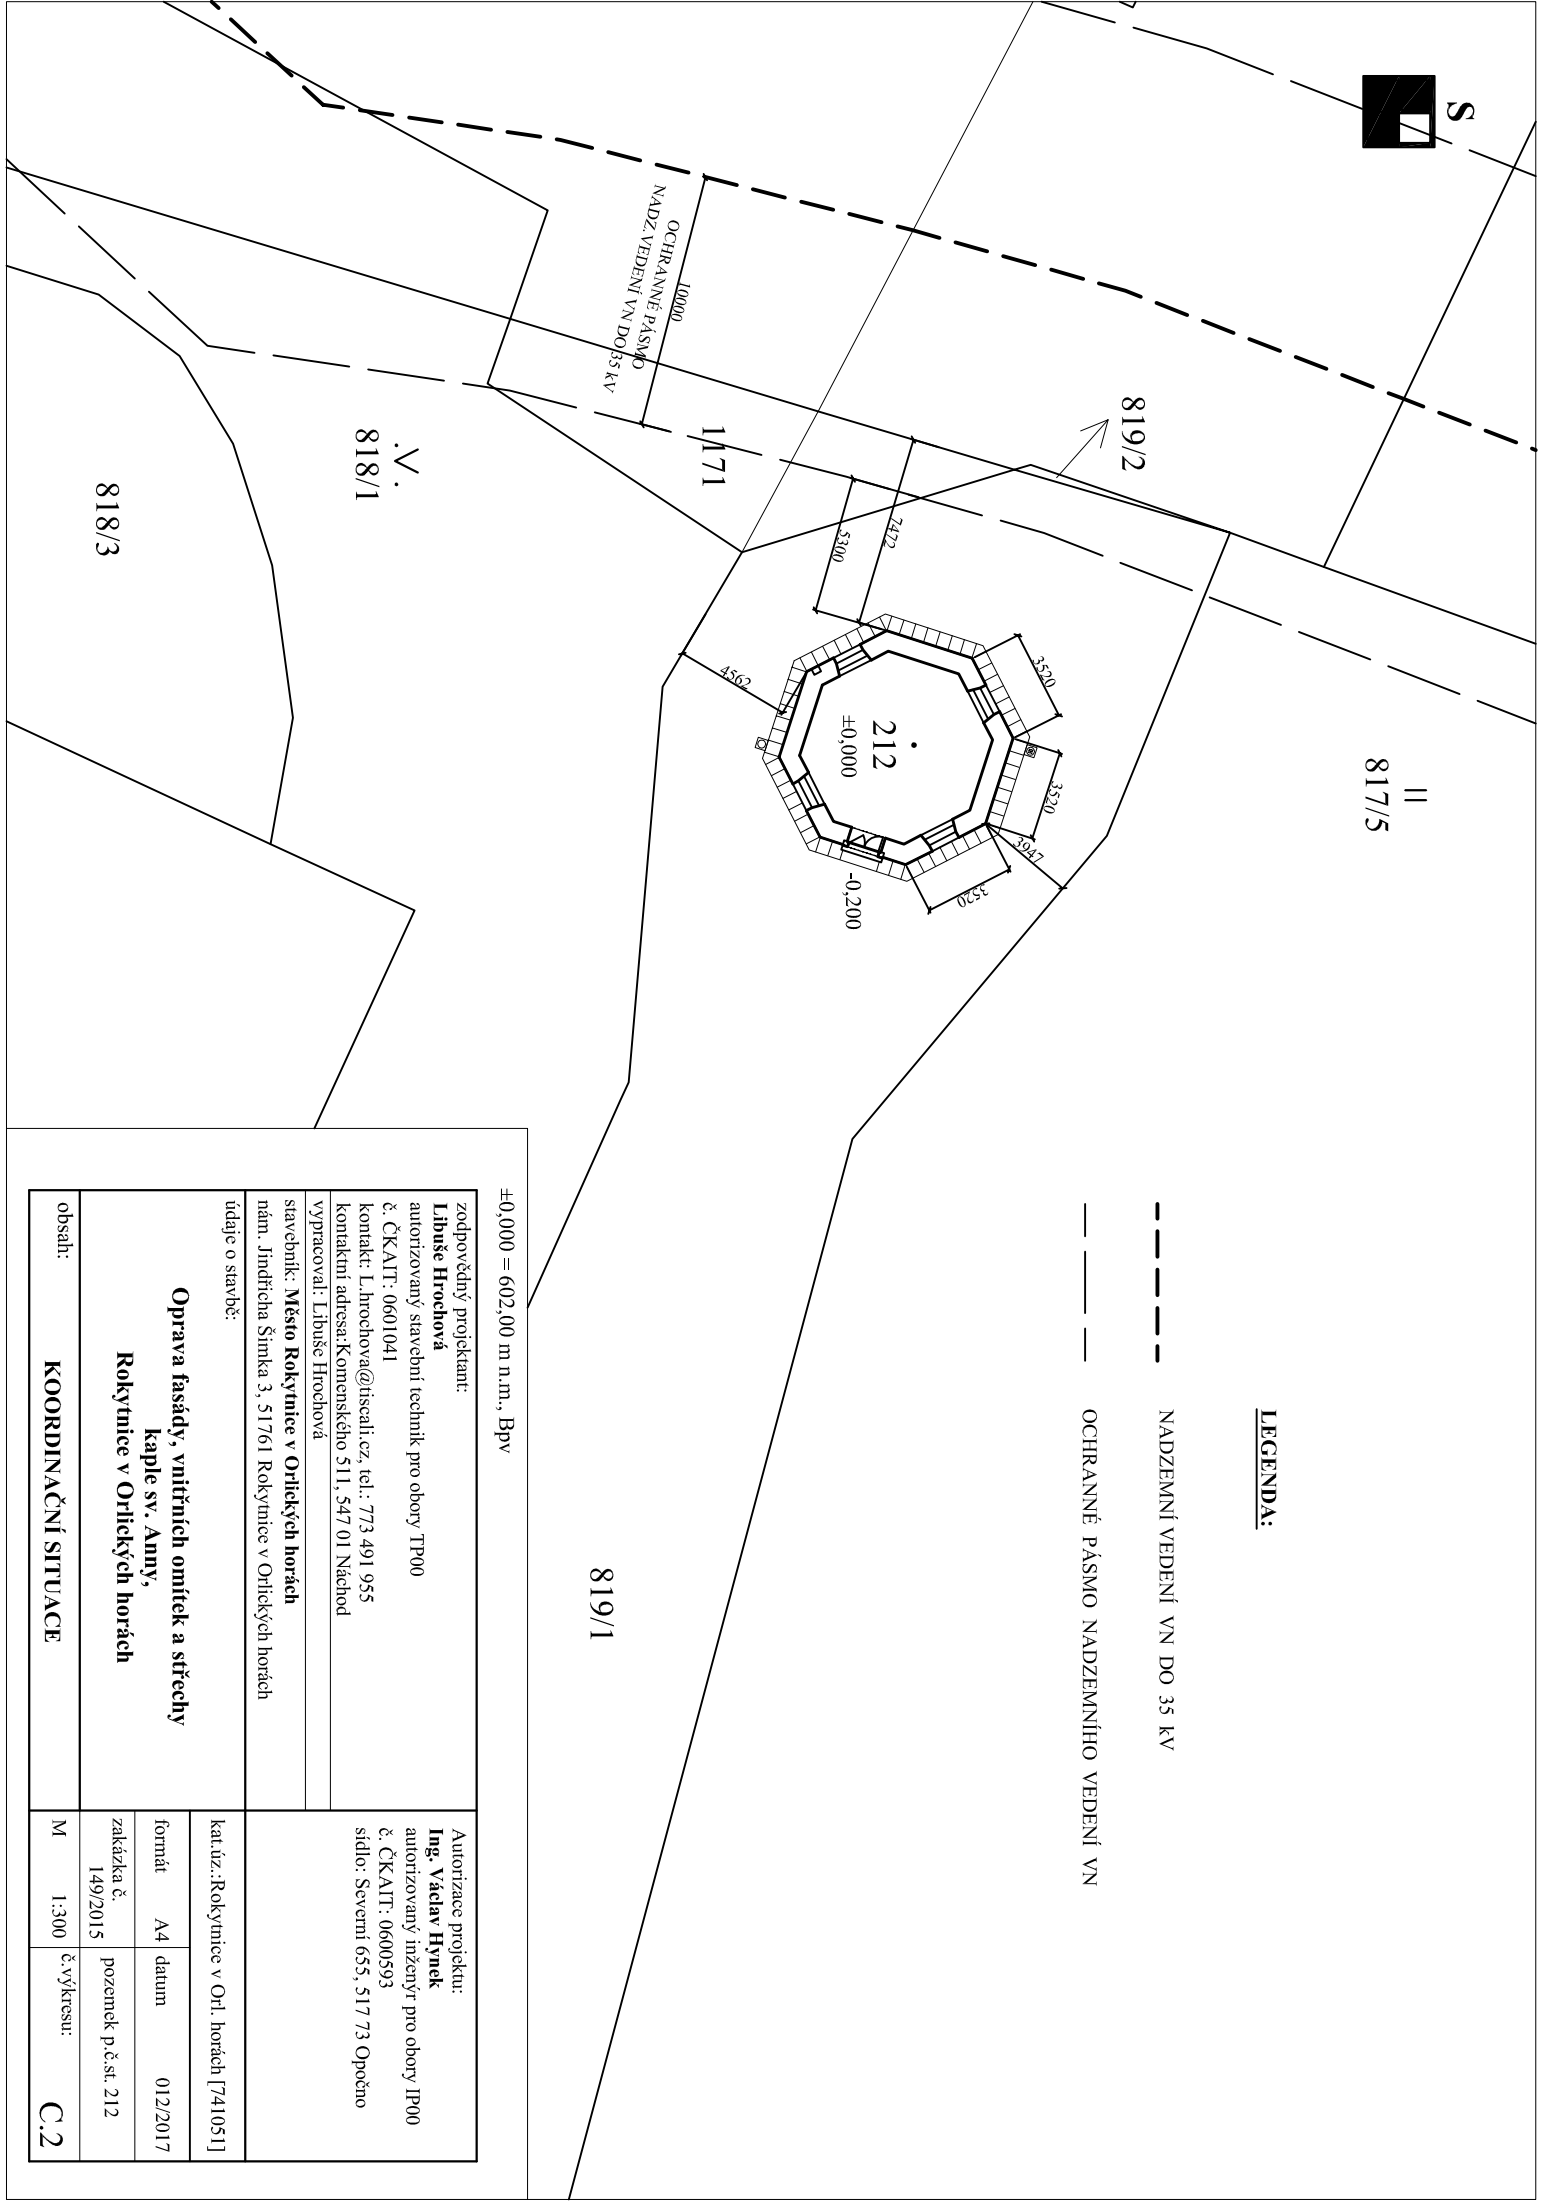 S
819/2
817/5
OCHRANNÉ PÁSMO
NADZ.VEDENÍ VN DO 35 kV
10000
1171
7472
5300
4562
3520
3520
3947
3520
212
±0,000
-0,200
818/1
818/3
819/1
LEGENDA:
NADZEMNÍ VEDENÍ VN DO 35 kV
OCHRANNÉ PÁSMO NADZEMNÍHO VEDENÍ VN
±0,000 = 602,00 m n.m., Bpv
zodpovědný projektant:
Libuše Hrochová
autorizovaný stavební technik pro obory TP00
č. ČKAIT: 0601041
kontakt: L.hrochova@tiscali.cz, tel.: 773 491 955
kontaktní adresa:Komenského 511, 547 01 Náchod
vypracoval: Libuše Hrochová
stavebník: Město Rokytnice v Orlických horách
nám. Jindřicha Šimka 3, 51761 Rokytnice v Orlických horách
údaje o stavbě:
Oprava fasády, vnitřních omítek a střechy
kaple sv. Anny,
Rokytnice v Orlických horách
obsah:
KOORDINAČNÍ SITUACE
Autorizace projektu:
Ing. Václav Hynek
autorizovaný inženýr pro obory IP00
č. ČKAIT: 0600593
sídlo: Severní 655, 517 73 Opočno
kat.úz.:Rokytnice v Orl. horách [741051]
formát A4
datum 012/2017
zakázka č.
149/2015
pozemek p.č.st. 212
M 1:300
č.výkresu:
C.2